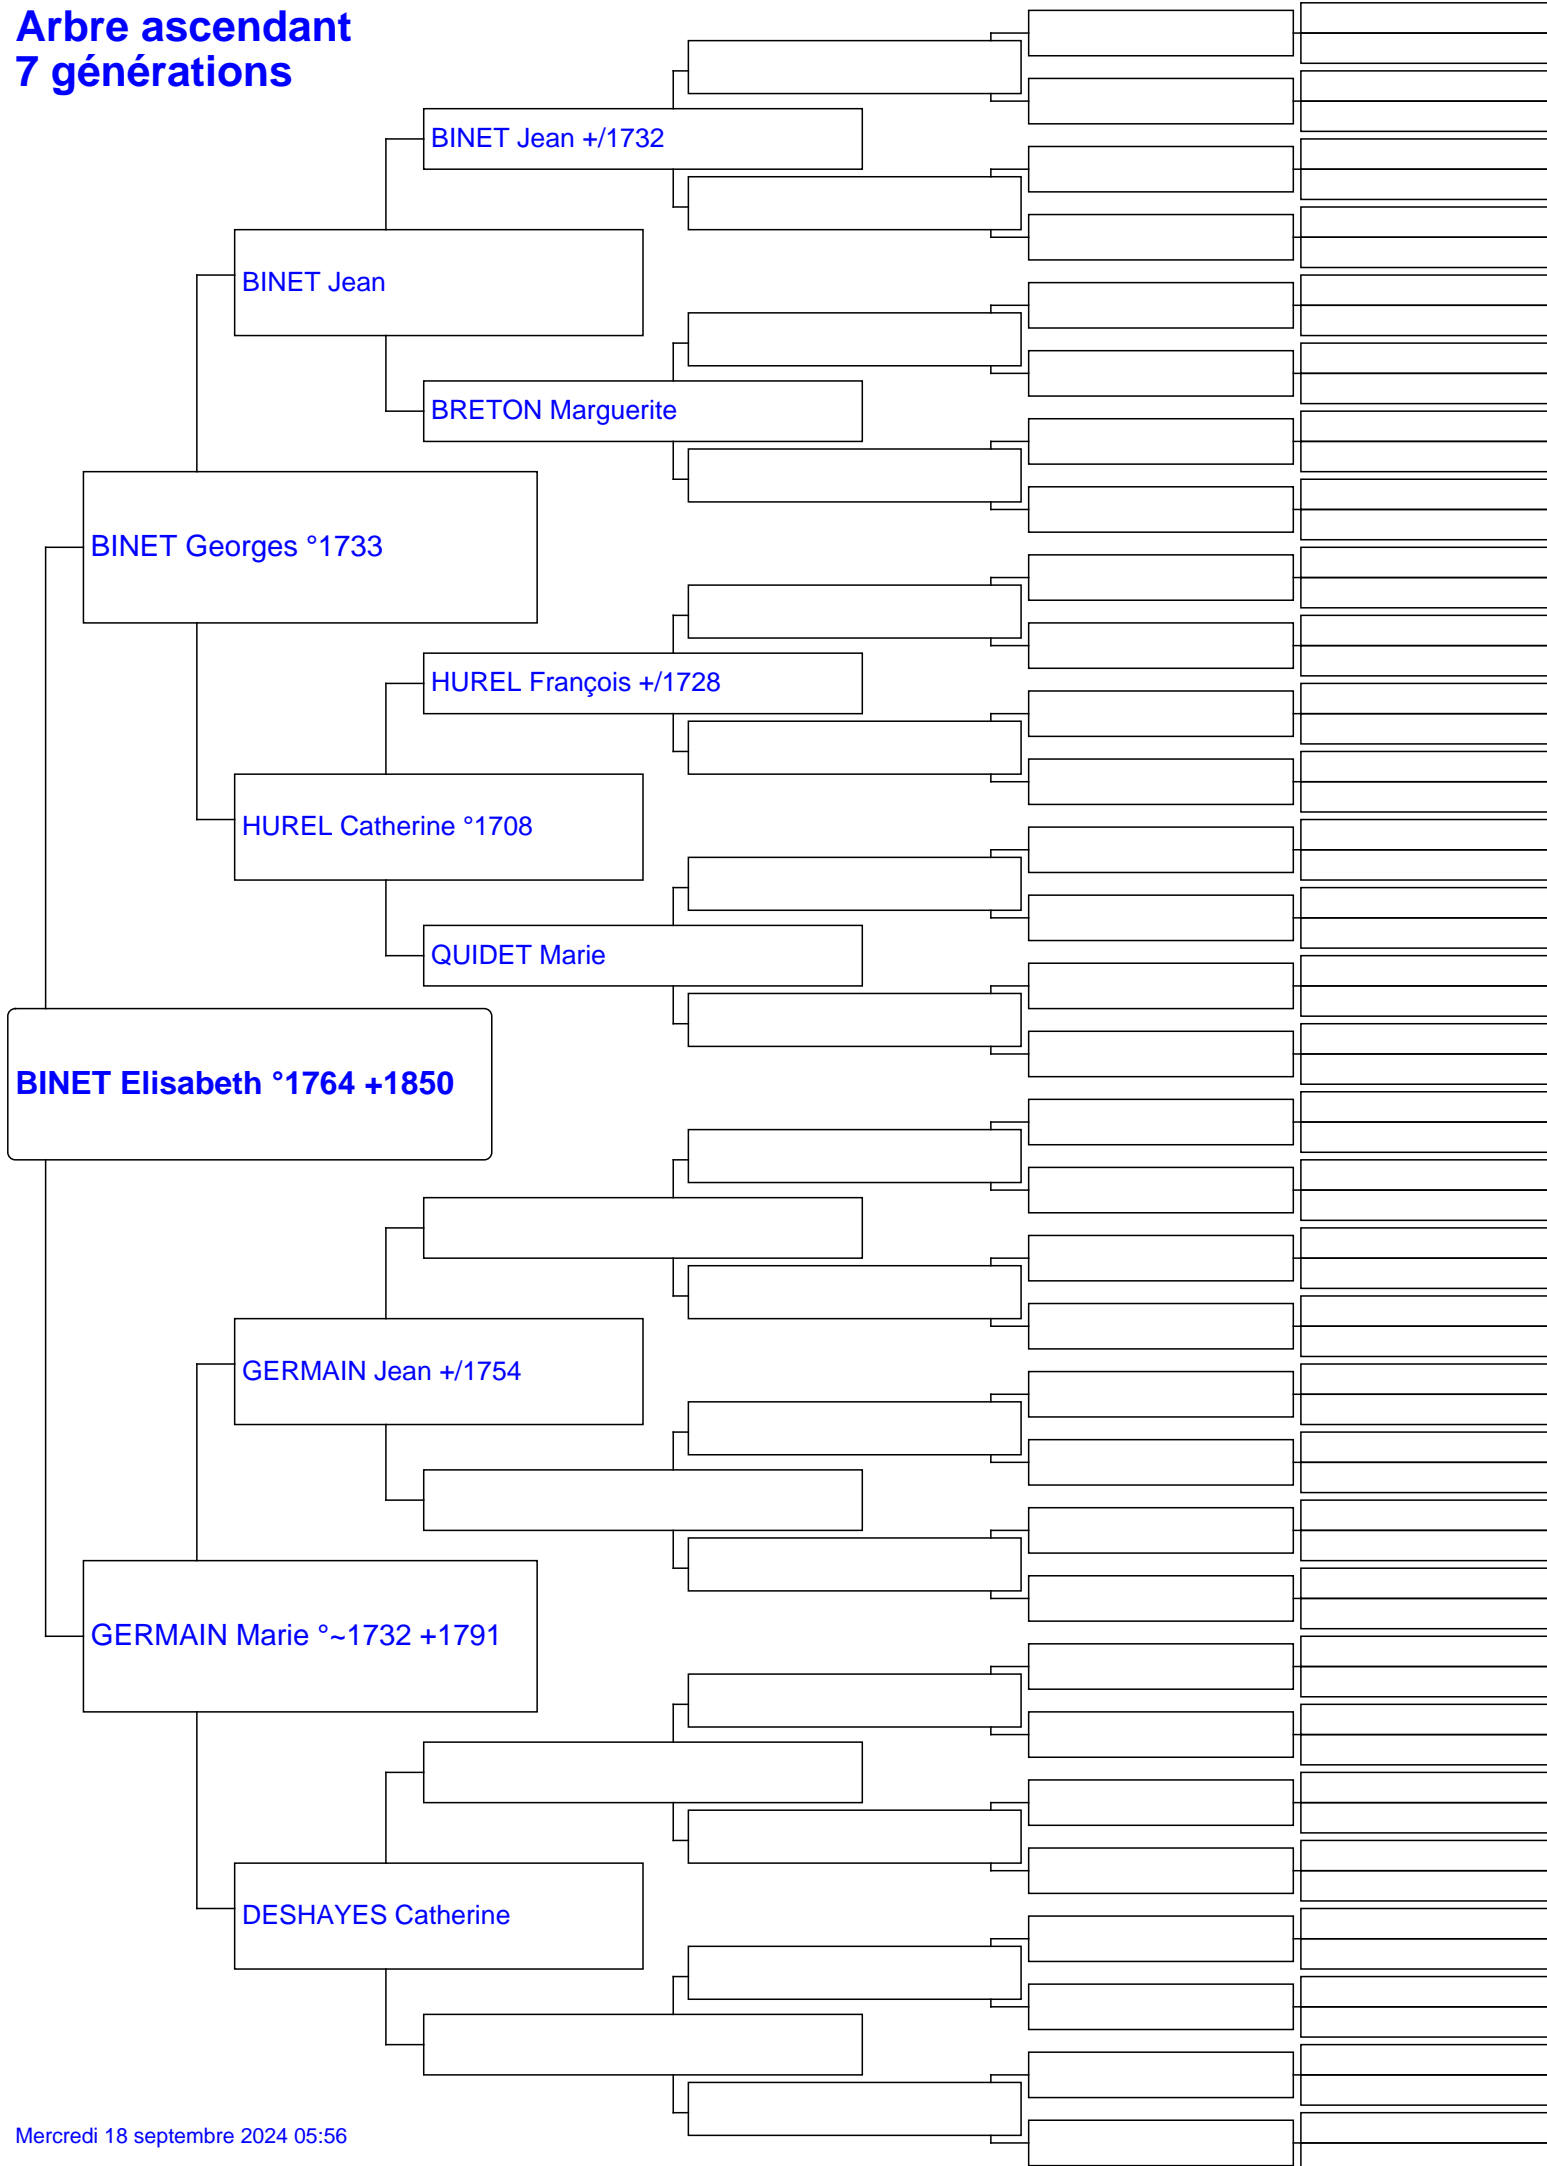 Arbre ascendant
7 générations
BINET Jean +/1732
BINET Jean
BRETON Marguerite
BINET Georges °1733
HUREL François +/1728
HUREL Catherine °1708
QUIDET Marie
BINET Elisabeth °1764 +1850
GERMAIN Jean +/1754
GERMAIN Marie °~1732 +1791
DESHAYES Catherine
Mercredi 18 septembre 2024 05:56